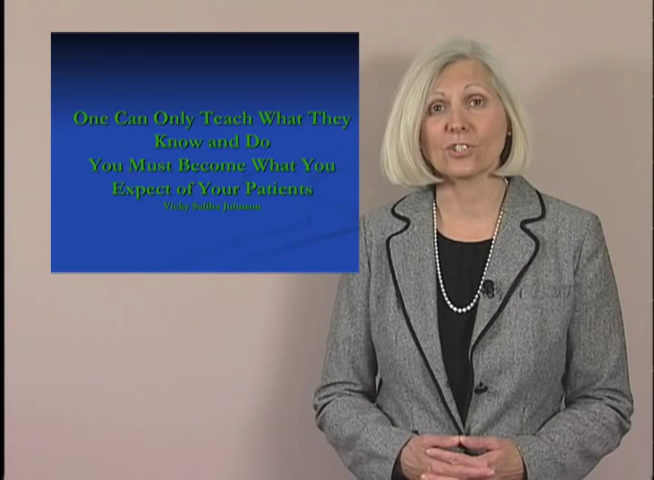 One Can Only Teach What They
Know and Do
You Must Become What You
Expect of Your Patients
Vicky Saliba Johnson